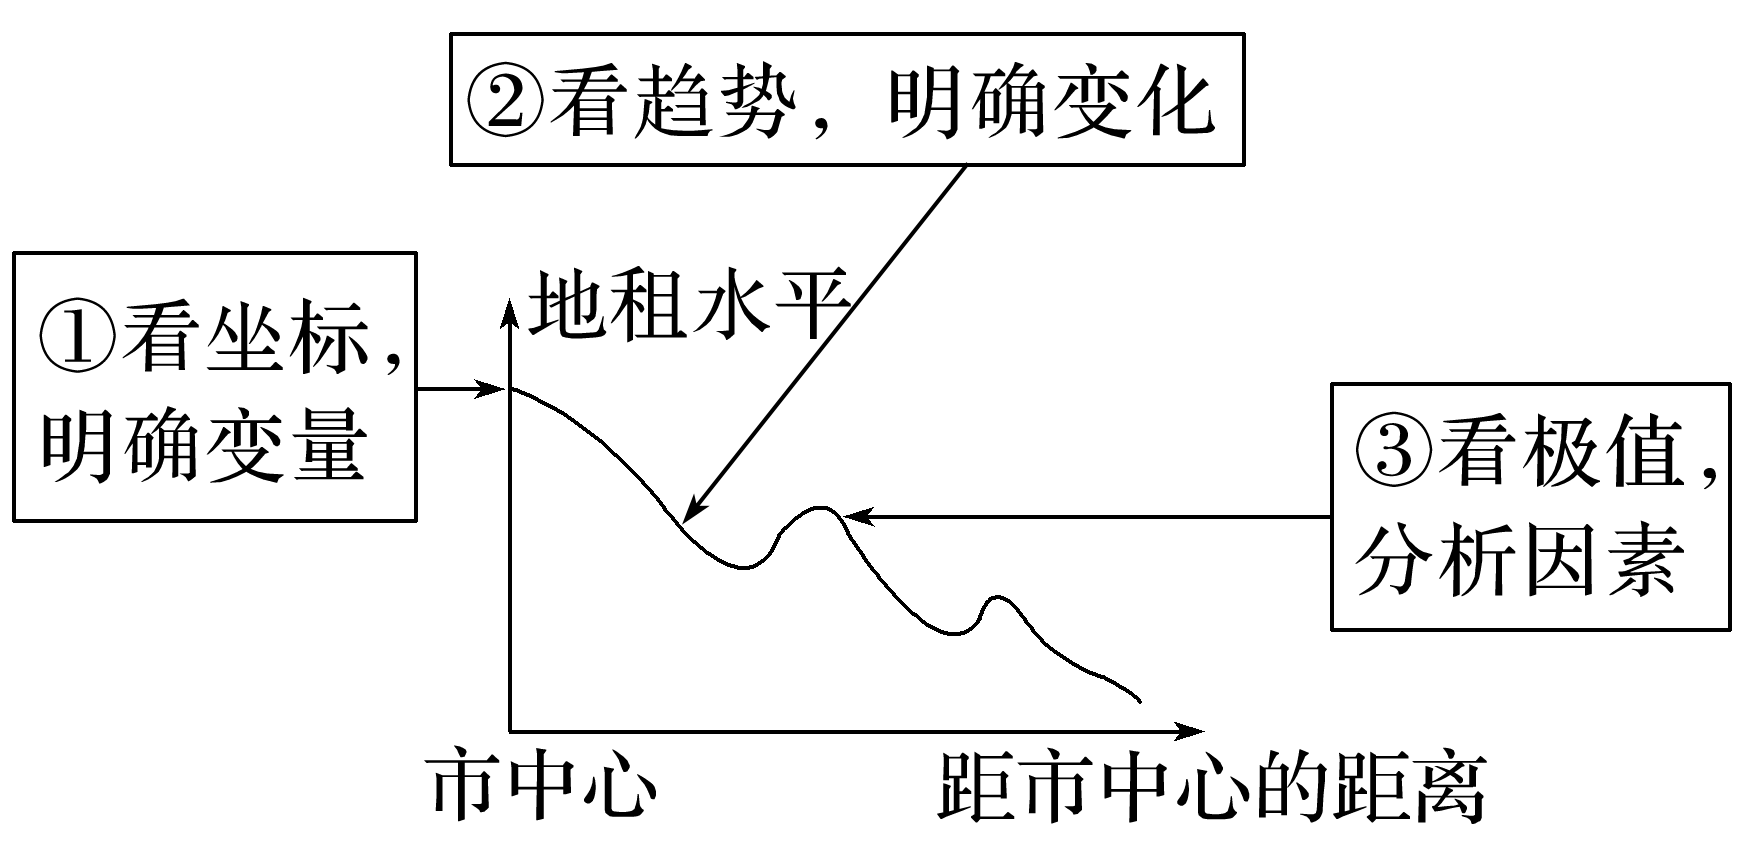 ②看趋势，明确变化
地租水平
①看坐标，
明确变量
③看极值，
分析因素
市中心
距市中心的距离